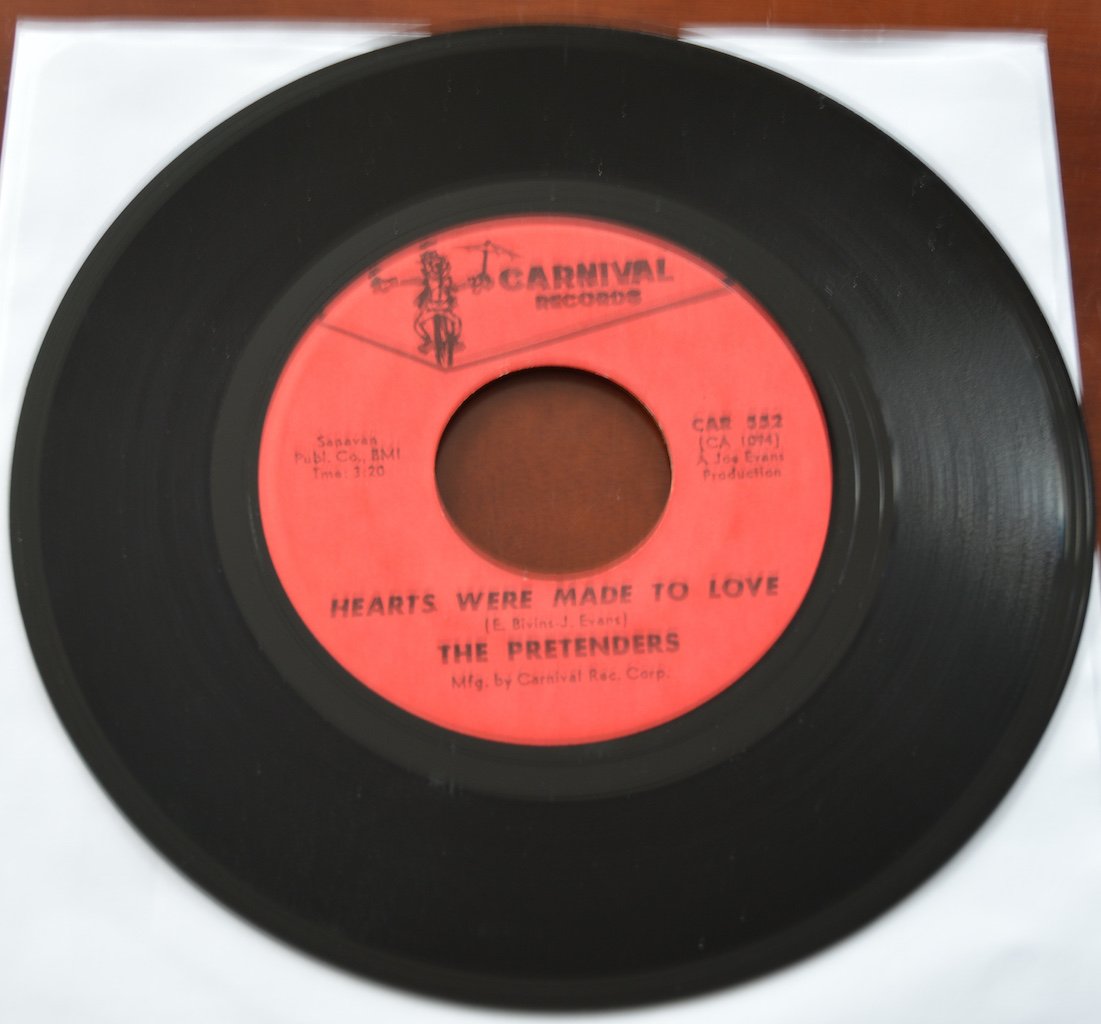 CARNIVAL
RECORDS
Sanavan
Publ. Co., BMI
Tme: 3:20
CAR 552
(CA 1094)
A Joe Evans
Production
HEARTS WERE MADE TO LOVE
(E. Bivins-J. Evans)
THE PRETENDERS
Mfg. by Carnival Rec. Corp.